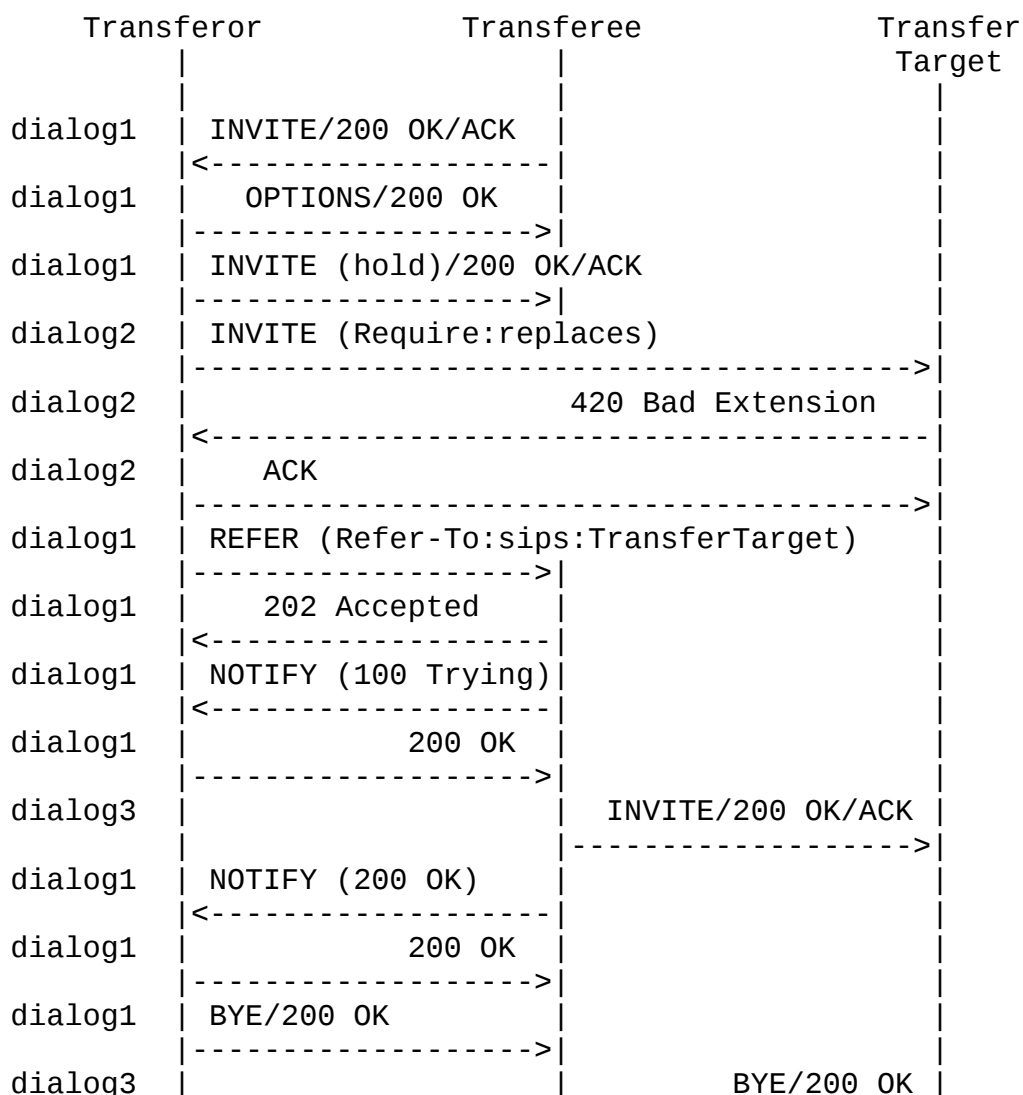 Transferor Transferee Transfer
Target
dialog1 INVITE/200 OK/ACK
dialog1 OPTIONS/200 OK
dialog1 INVITE (hold)/200 OK/ACK
dialog2 INVITE (Require:replaces)
dialog2 420 Bad Extension
dialog2 ACK
dialog1 REFER (Refer-To:sips:TransferTarget)
dialog1 202 Accepted
dialog1 NOTIFY (100 Trying)
dialog1 200 OK
dialog3 INVITE/200 OK/ACK
dialog1 NOTIFY (200 OK)
dialog1 200 OK
dialog1 BYE/200 OK
dialog3 BYE/200 OK